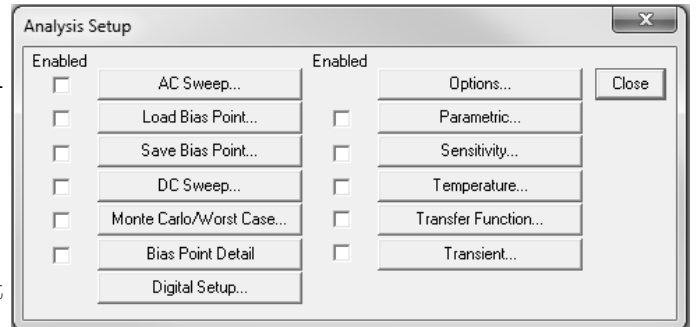 Analysis Setup
Enabled Enabled
AC Sweep... Options... Close
Load Bias Point... Parametric...
Save Bias Point... Sensitivity...
DC Sweep... Temperature...
Monte Carlo/Worst Case... Transfer Function...
Bias Point Detail Transient...
Digital Setup...